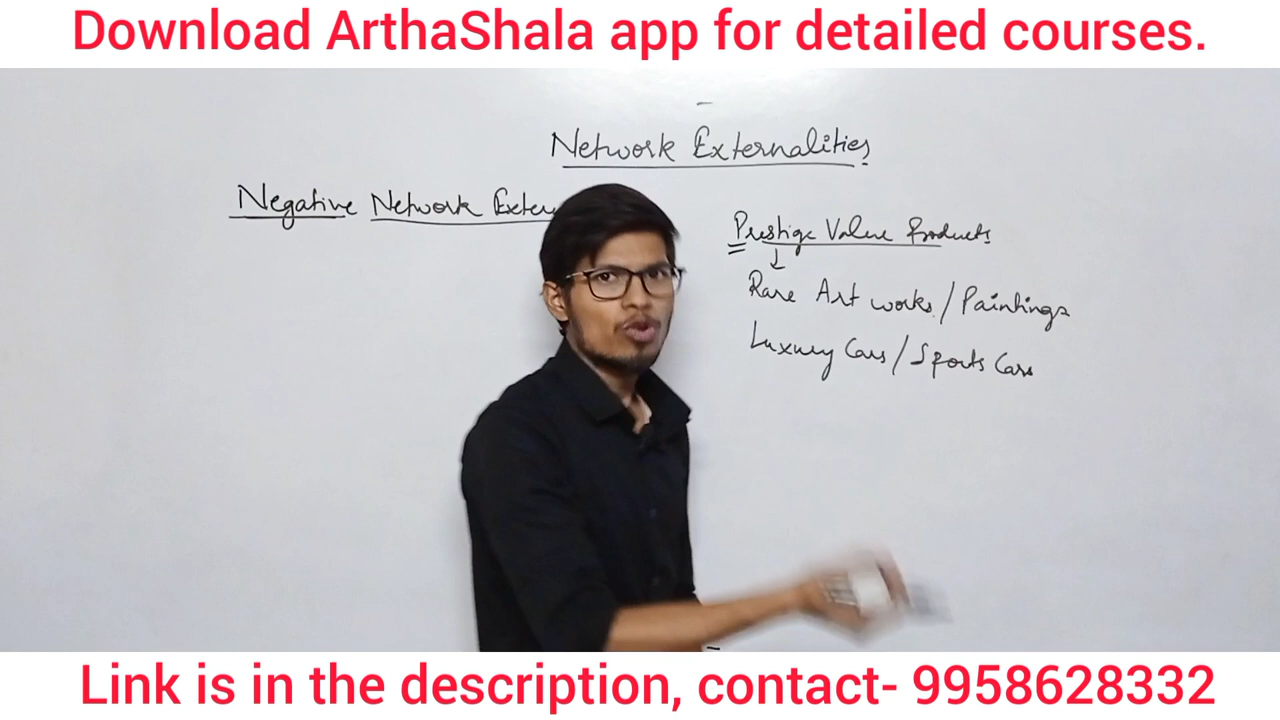 Download ArthaShala app for detailed courses.
Network Externalities
Negative Network Exter
Prestige Value Products
Rare Art works/Paintings
Luxury Cars/Sports Cars
Link is in the description, contact- 9958628332